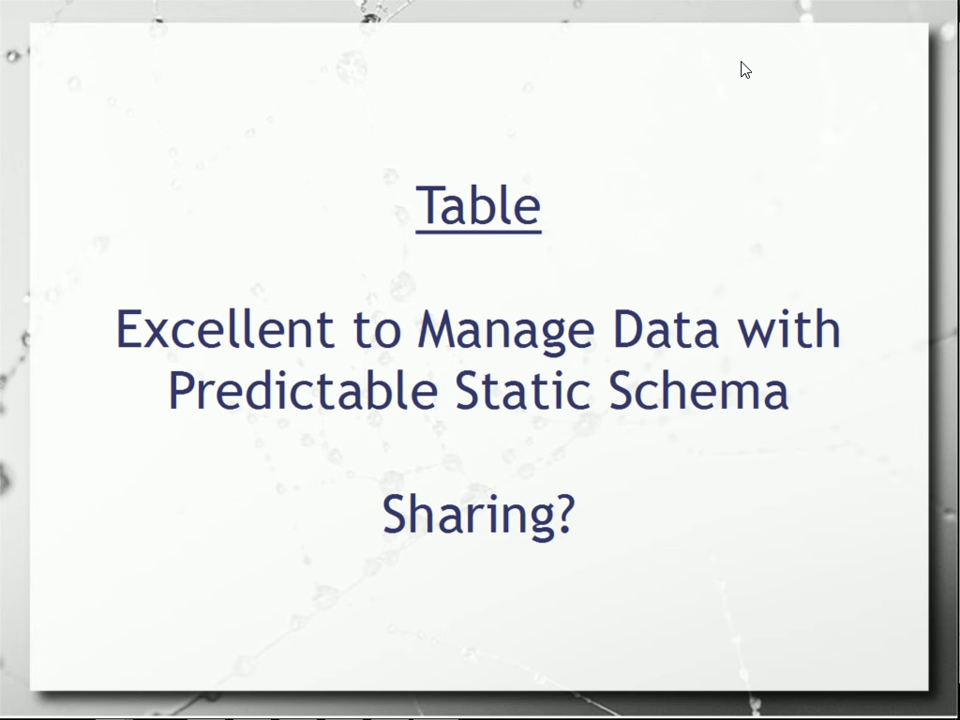 Table
Excellent to Manage Data with
Predictable Static Schema
Sharing?